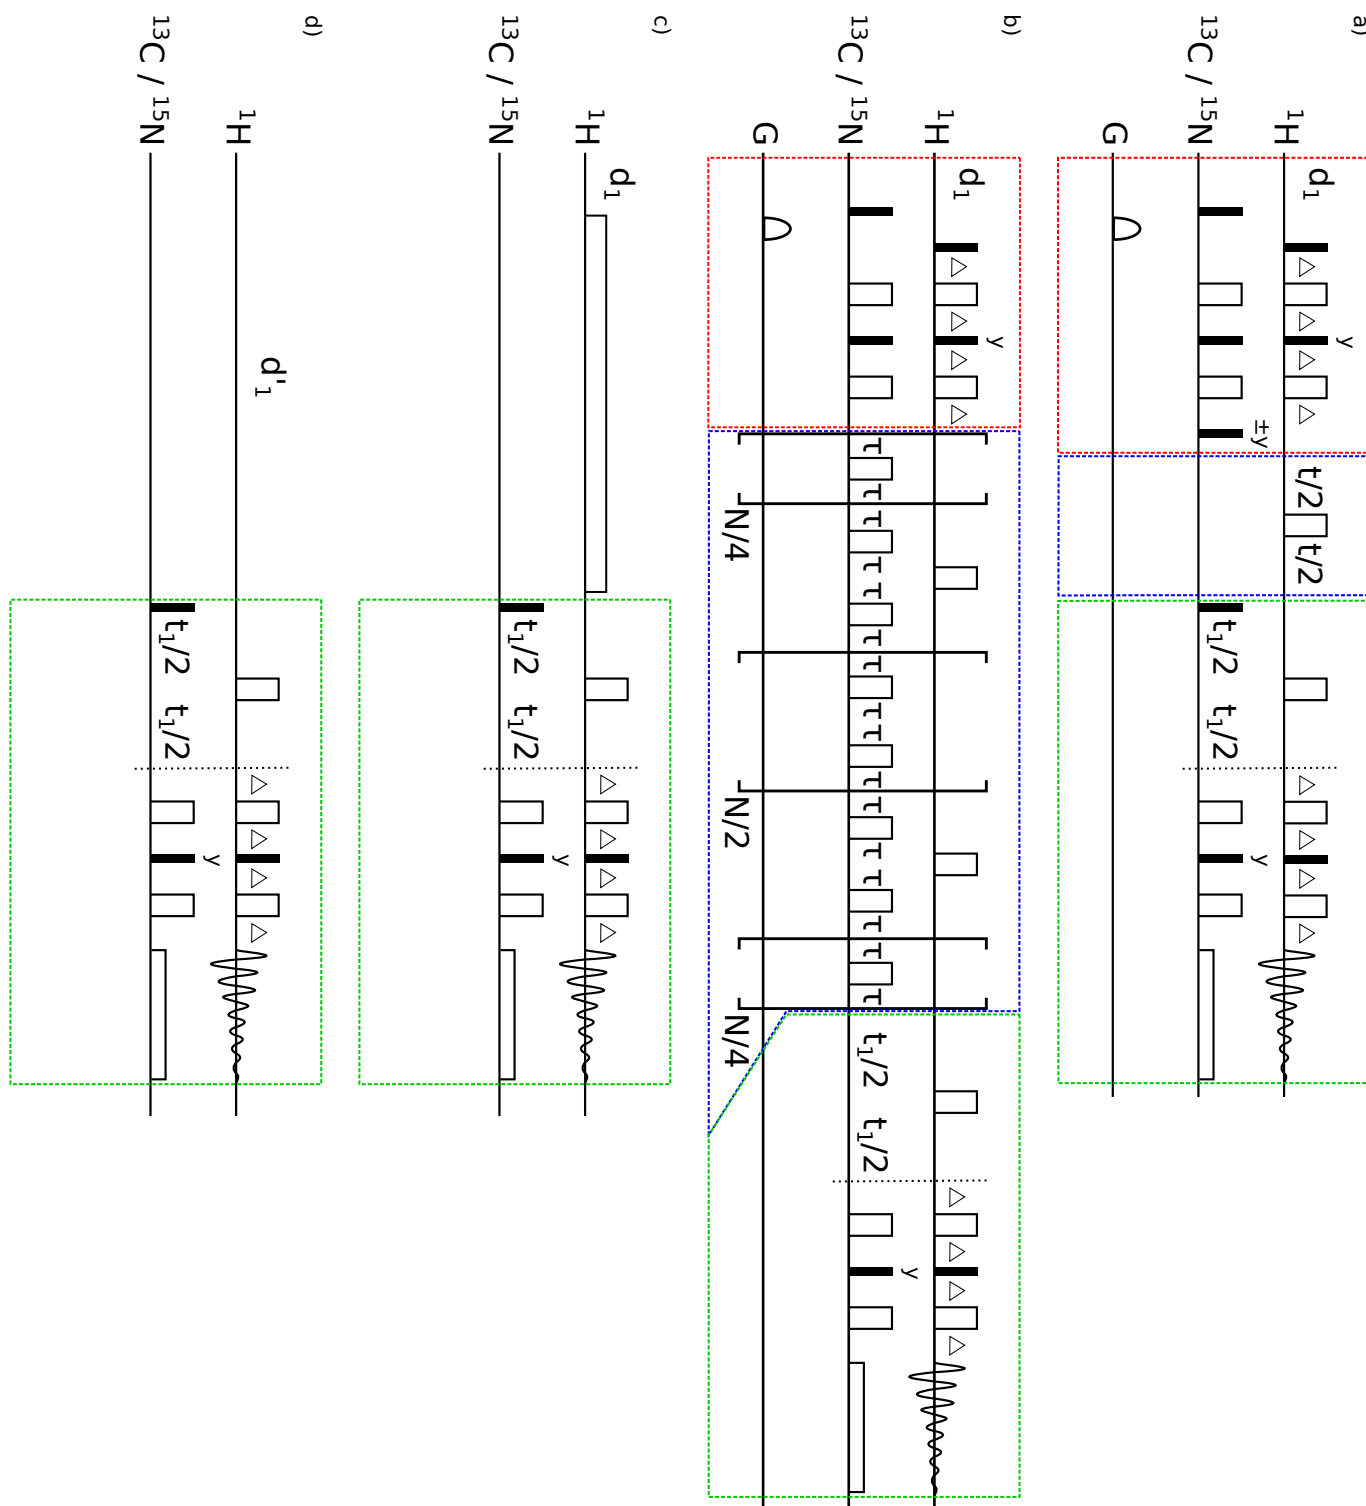 a)
y
¹H d₁ Δ Δ Δ Δ t/2 t/2 Δ Δ Δ Δ
±y y
¹³C / ¹⁵N t₁/2 t₁/2
G
b)
y
¹H d₁ Δ Δ Δ Δ Δ Δ Δ Δ
y
¹³C / ¹⁵N τ τ τ τ τ τ τ τ τ τ τ τ τ τ τ τ t₁/2 t₁/2
G
N/4 N/2 N/4
c)
d₁
¹H Δ Δ Δ Δ
y
¹³C / ¹⁵N t₁/2 t₁/2
d)
¹H d'₁ Δ Δ Δ Δ
y
¹³C / ¹⁵N t₁/2 t₁/2